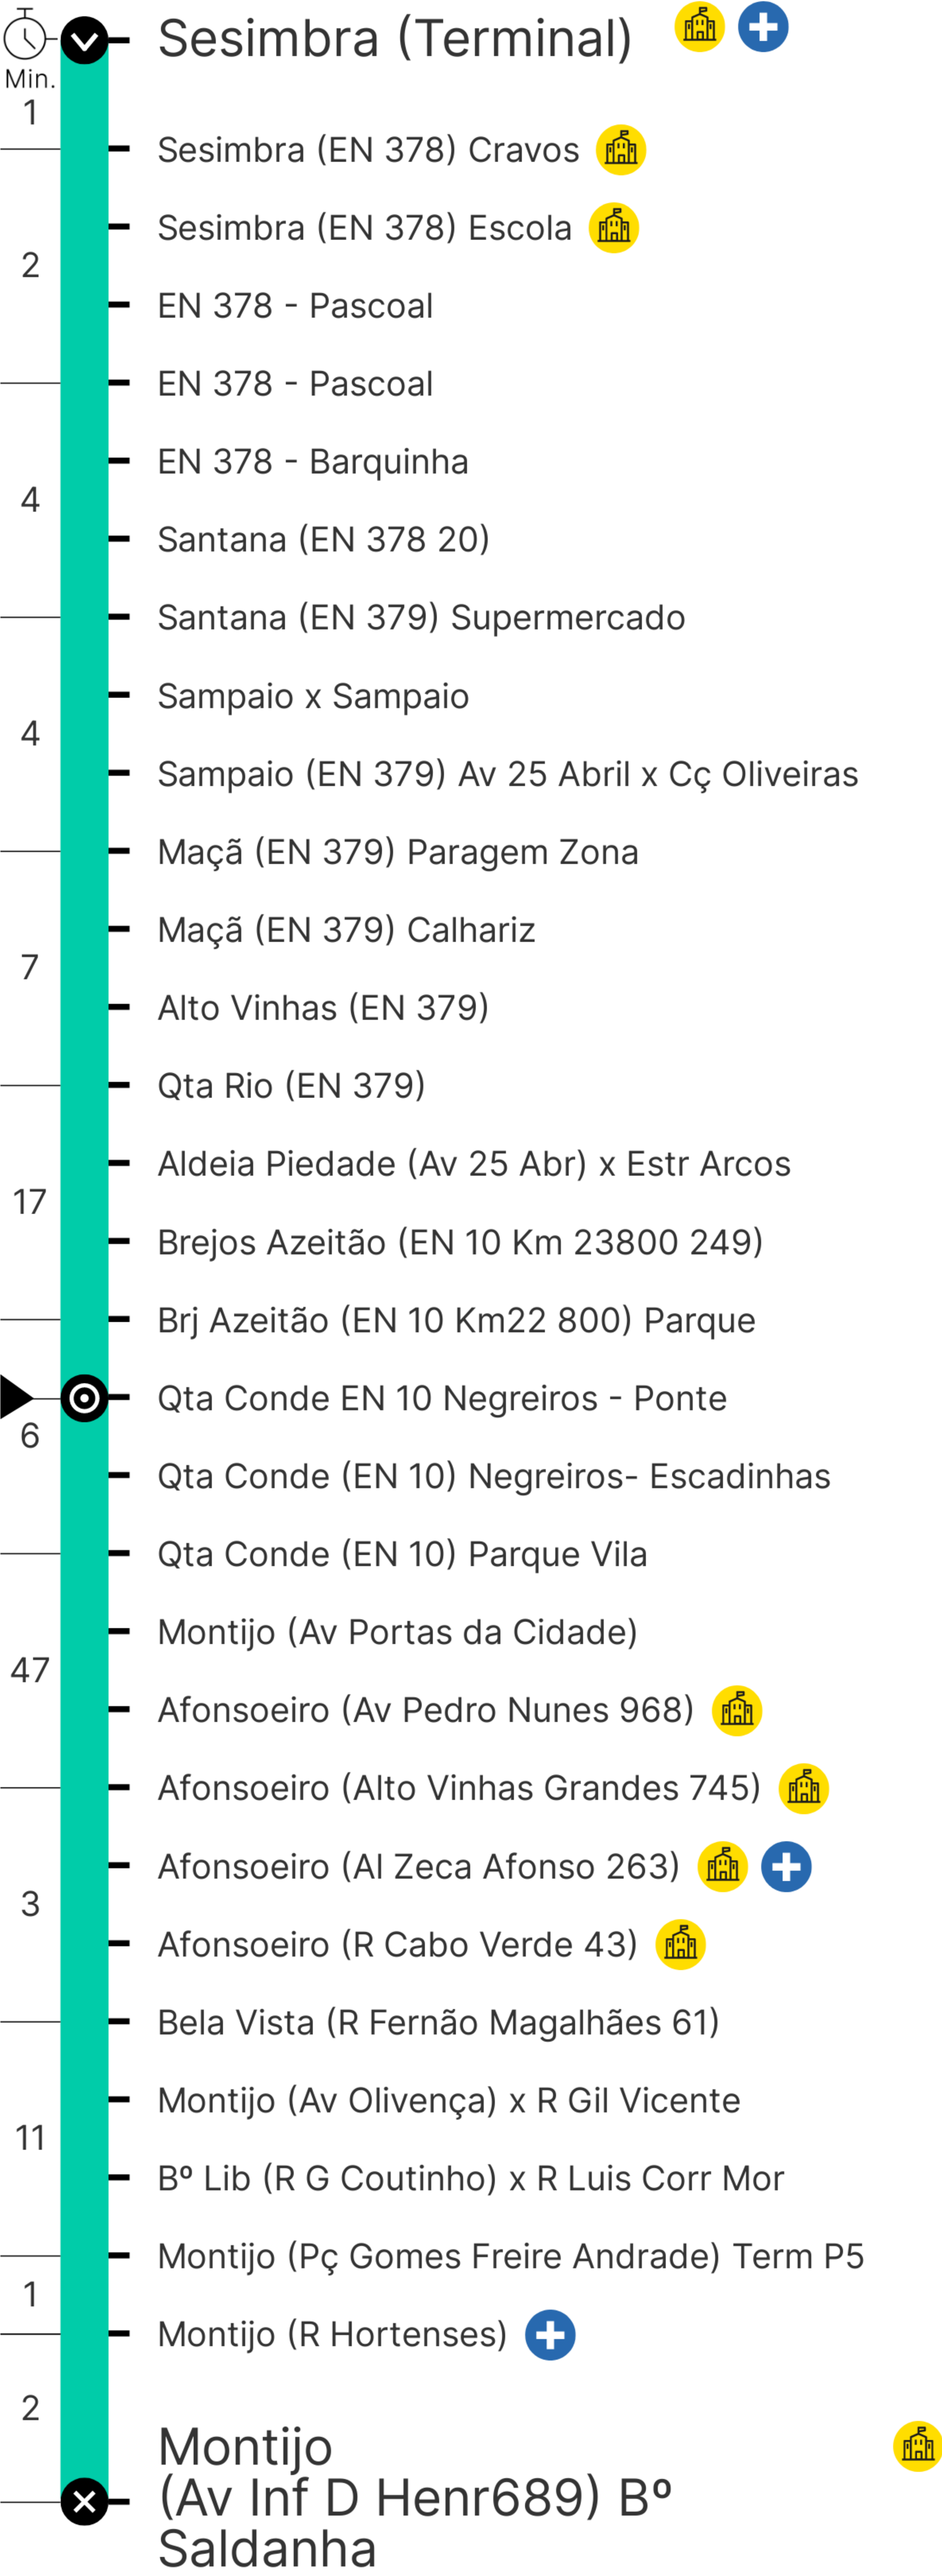 Sesimbra (Terminal)
Min.
1
Sesimbra (EN 378) Cravos
Sesimbra (EN 378) Escola
2
EN 378 - Pascoal
EN 378 - Pascoal
EN 378 - Barquinha
4
Santana (EN 378 20)
Santana (EN 379) Supermercado
Sampaio x Sampaio
4
Sampaio (EN 379) Av 25 Abril x Cç Oliveiras
Maçã (EN 379) Paragem Zona
Maçã (EN 379) Calhariz
7
Alto Vinhas (EN 379)
Qta Rio (EN 379)
Aldeia Piedade (Av 25 Abr) x Estr Arcos
17
Brejos Azeitão (EN 10 Km 23800 249)
Brj Azeitão (EN 10 Km22 800) Parque
Qta Conde EN 10 Negreiros - Ponte
6
Qta Conde (EN 10) Negreiros- Escadinhas
Qta Conde (EN 10) Parque Vila
Montijo (Av Portas da Cidade)
47
Afonsoeiro (Av Pedro Nunes 968)
Afonsoeiro (Alto Vinhas Grandes 745)
Afonsoeiro (Al Zeca Afonso 263)
3
Afonsoeiro (R Cabo Verde 43)
Bela Vista (R Fernão Magalhães 61)
Montijo (Av Olivença) x R Gil Vicente
11
Bº Lib (R G Coutinho) x R Luis Corr Mor
Montijo (Pç Gomes Freire Andrade) Term P5
1
Montijo (R Hortenses)
2
Montijo
(Av Inf D Henr689) Bº
Saldanha